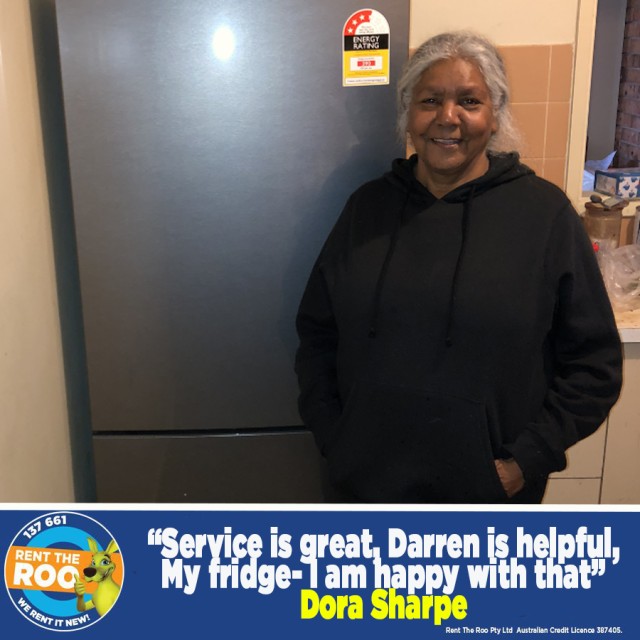 ENERGY
RATING
137 661
RENT THE
ROO
WE RENT IT NEW!
“Service is great, Darren is helpful,
My fridge- I am happy with that”
Dora Sharpe
Rent The Roo Pty Ltd Australian Credit Licence 387405.